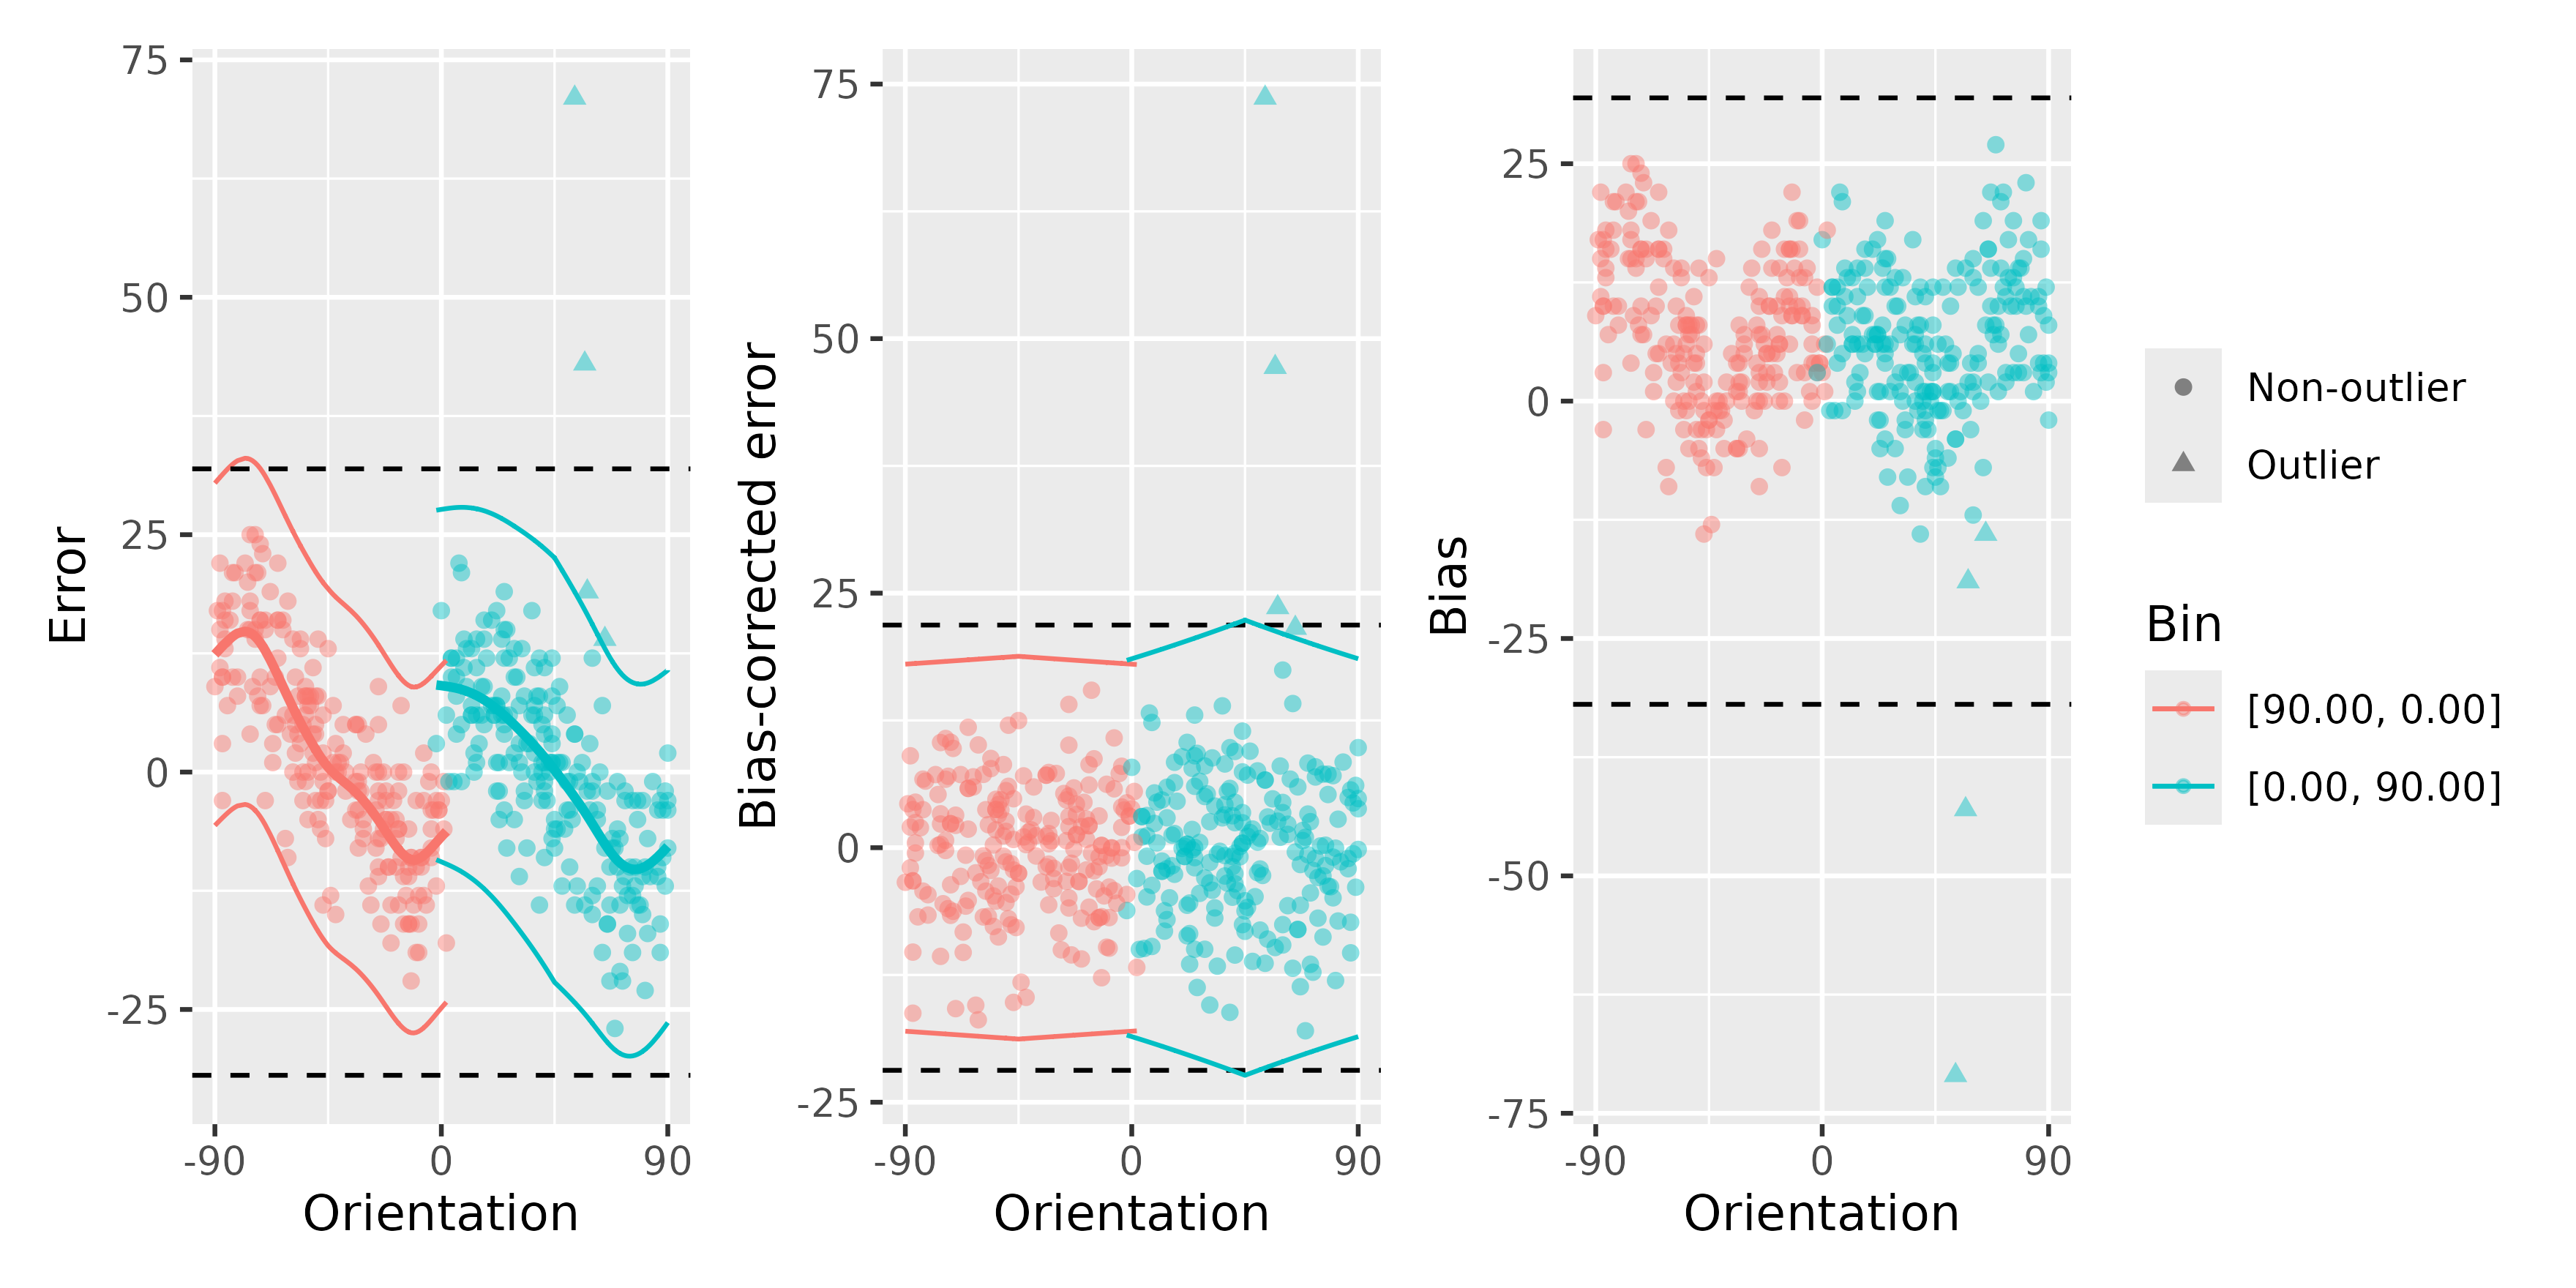 Error
75
50
25
0
-25
-90 0 90
Orientation
Bias-corrected error
75
50
25
0
-25
-90 0 90
Orientation
Bias
25
0
-25
-50
-75
-90 0 90
Orientation
Non-outlier
Outlier
Bin
[90.00, 0.00]
[0.00, 90.00]